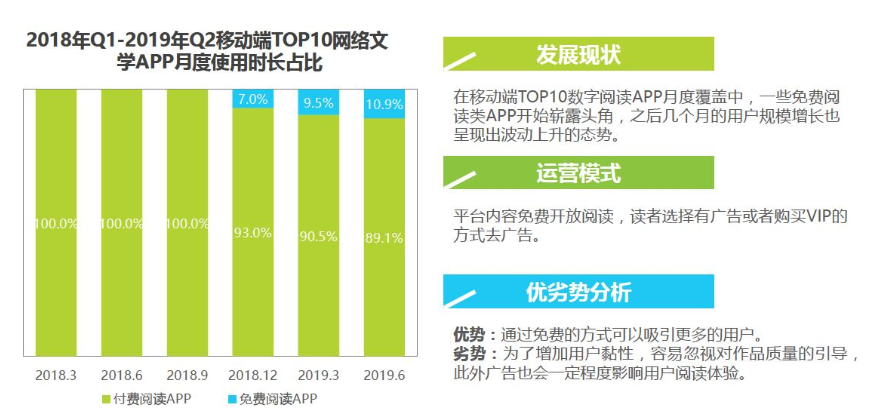 2018年Q1-2019年Q2移动端TOP10网络文
学APP月度使用时长占比
7.0%
9.5%
10.9%
100.0%
100.0%
100.0%
93.0%
90.5%
89.1%
2018.3
2018.6
2018.9
2018.12
2019.3
2019.6
付费阅读APP
免费阅读APP
发展现状
在移动端TOP10数字阅读APP月度覆盖中，一些免费阅
读类APP开始崭露头角，之后几个月的用户规模增长也
呈现出波动上升的态势。
运营模式
平台内容免费开放阅读，读者选择有广告或者购买VIP的
方式去广告。
优劣势分析
优势：通过免费的方式可以吸引更多的用户。
劣势：为了增加用户黏性，容易忽视对作品质量的引导，
此外广告也会一定程度影响用户阅读体验。